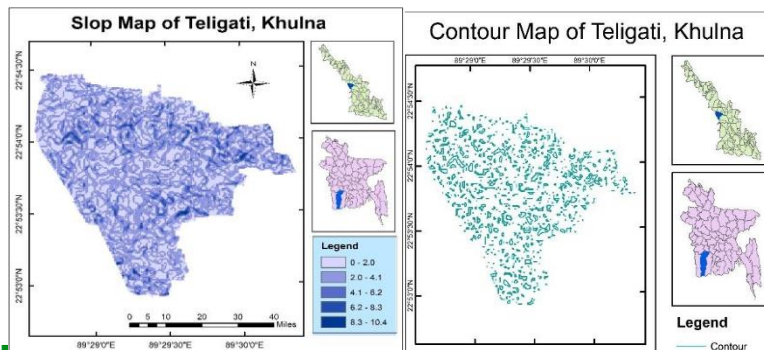 Slop Map of Teligati, Khulna
N
22°54'30"N
22°54'0"N
22°53'30"N
22°53'0"N
89°29'0"E 89°29'30"E 89°30'0"E
0 5 10 20 30 40
Miles
Legend
0 - 2.0
2.0 - 4.1
4.1 - 6.2
6.2 - 8.3
8.3 - 10.4
Contour Map of Teligati, Khulna
89°29'0"E 89°29'30"E 89°30'0"E
22°54'30"N
22°54'0"N
22°53'30"N
22°53'0"N
Legend
Contour